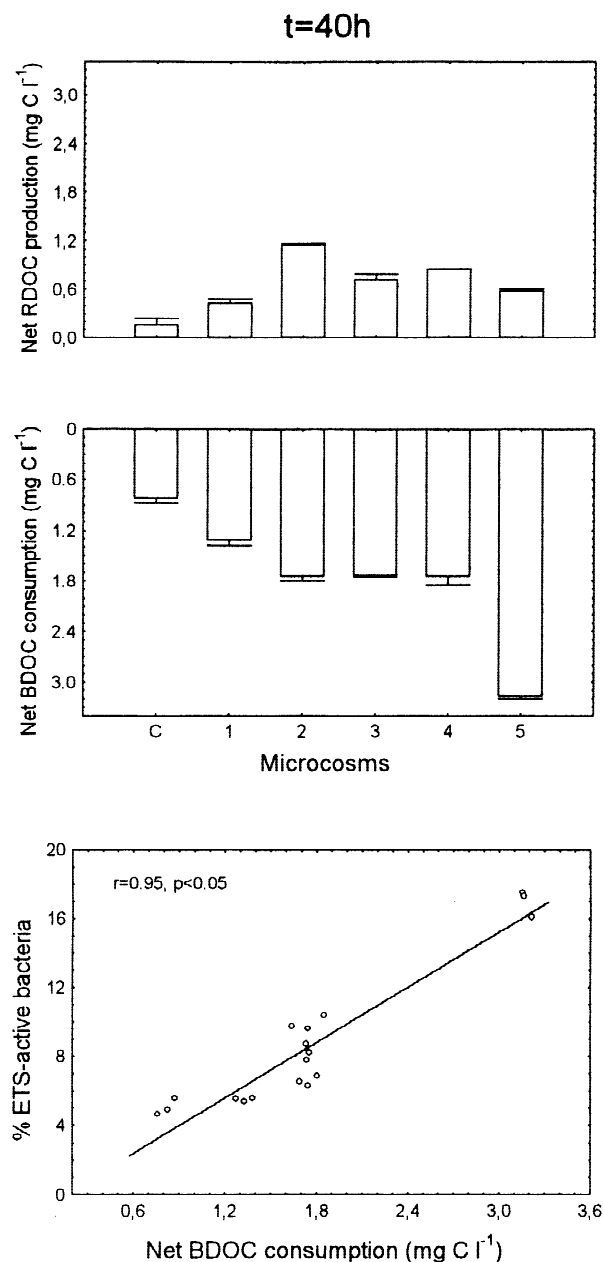 t=40h
Net RDOC production (mg C l⁻¹)
3,0
2,4
1,8
1,2
0,6
0,0
Net BDOC consumption (mg C l⁻¹)
0
0.6
1.2
1.8
2.4
3.0
C 1 2 3 4 5
Microcosms
% ETS-active bacteria
20
16
12
8
4
0
r=0.95, p<0.05
0,6 1,2 1,8 2,4 3,0 3,6
Net BDOC consumption (mg C l⁻¹)